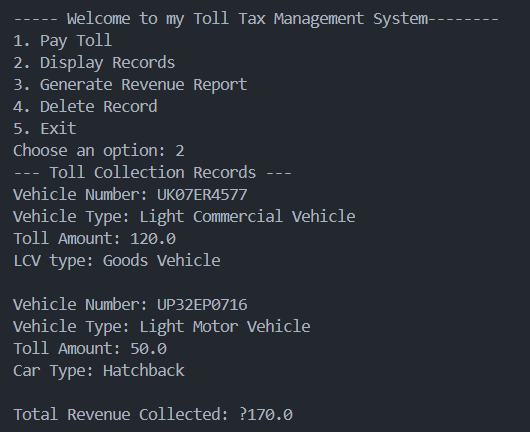 ----- Welcome to my Toll Tax Management System--------
1. Pay Toll
2. Display Records
3. Generate Revenue Report
4. Delete Record
5. Exit
Choose an option: 2
--- Toll Collection Records ---
Vehicle Number: UK07ER4577
Vehicle Type: Light Commercial Vehicle
Toll Amount: 120.0
LCV type: Goods Vehicle
Vehicle Number: UP32EP0716
Vehicle Type: Light Motor Vehicle
Toll Amount: 50.0
Car Type: Hatchback
Total Revenue Collected: ?170.0